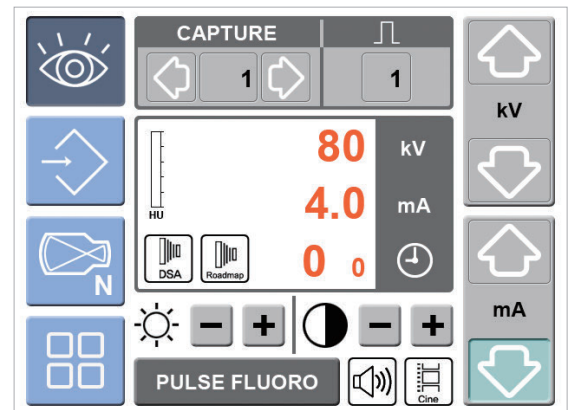 CAPTURE
1
1
kV
80 kV
HU
4.0 mA
DSA
Roadmap
0 0
N
mA
- +
- +
PULSE FLUORO
Cine